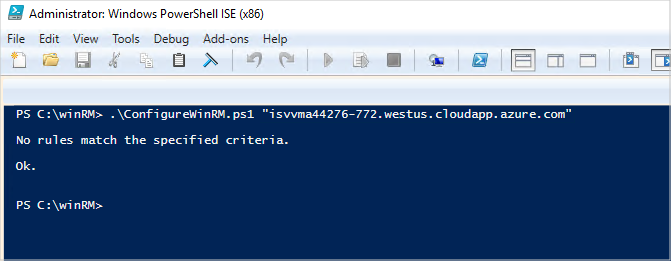 Administrator: Windows PowerShell ISE (x86)
File Edit View Tools Debug Add-ons Help
PS C:\winRM> .\ConfigureWinRM.ps1 "isvvma44276-772.westus.cloudapp.azure.com"
No rules match the specified criteria.
Ok.
PS C:\winRM>